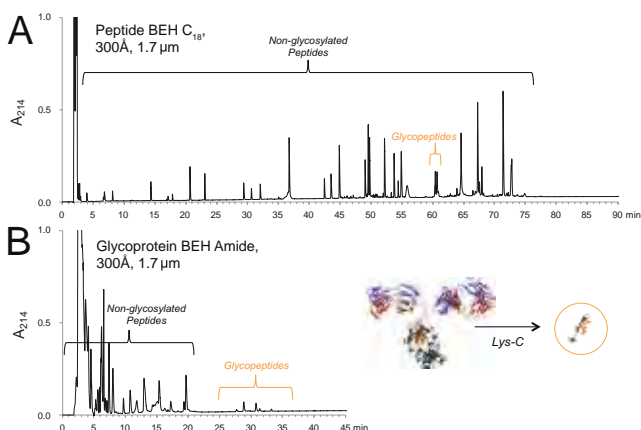 A
Peptide BEH C18,
300Å, 1.7 µm
Non-glycosylated
Peptides
Glycopeptides
A214
1.0
0.5
0.0
0 5 10 15 20 25 30 35 40 45 50 55 60 65 70 75 80 85 90 min
B
Glycoprotein BEH Amide,
300Å, 1.7 µm
Non-glycosylated
Peptides
Glycopeptides
A214
1.0
0.5
0.0
0 5 10 15 20 25 30 35 40 45 min
Lys-C